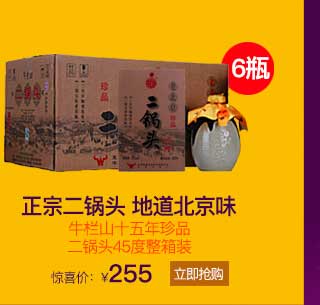 6瓶
珍品
二锅头
珍品
正宗二锅头 地道北京味
牛栏山十五年珍品
二锅头45度整箱装
惊喜价：¥255 立即抢购